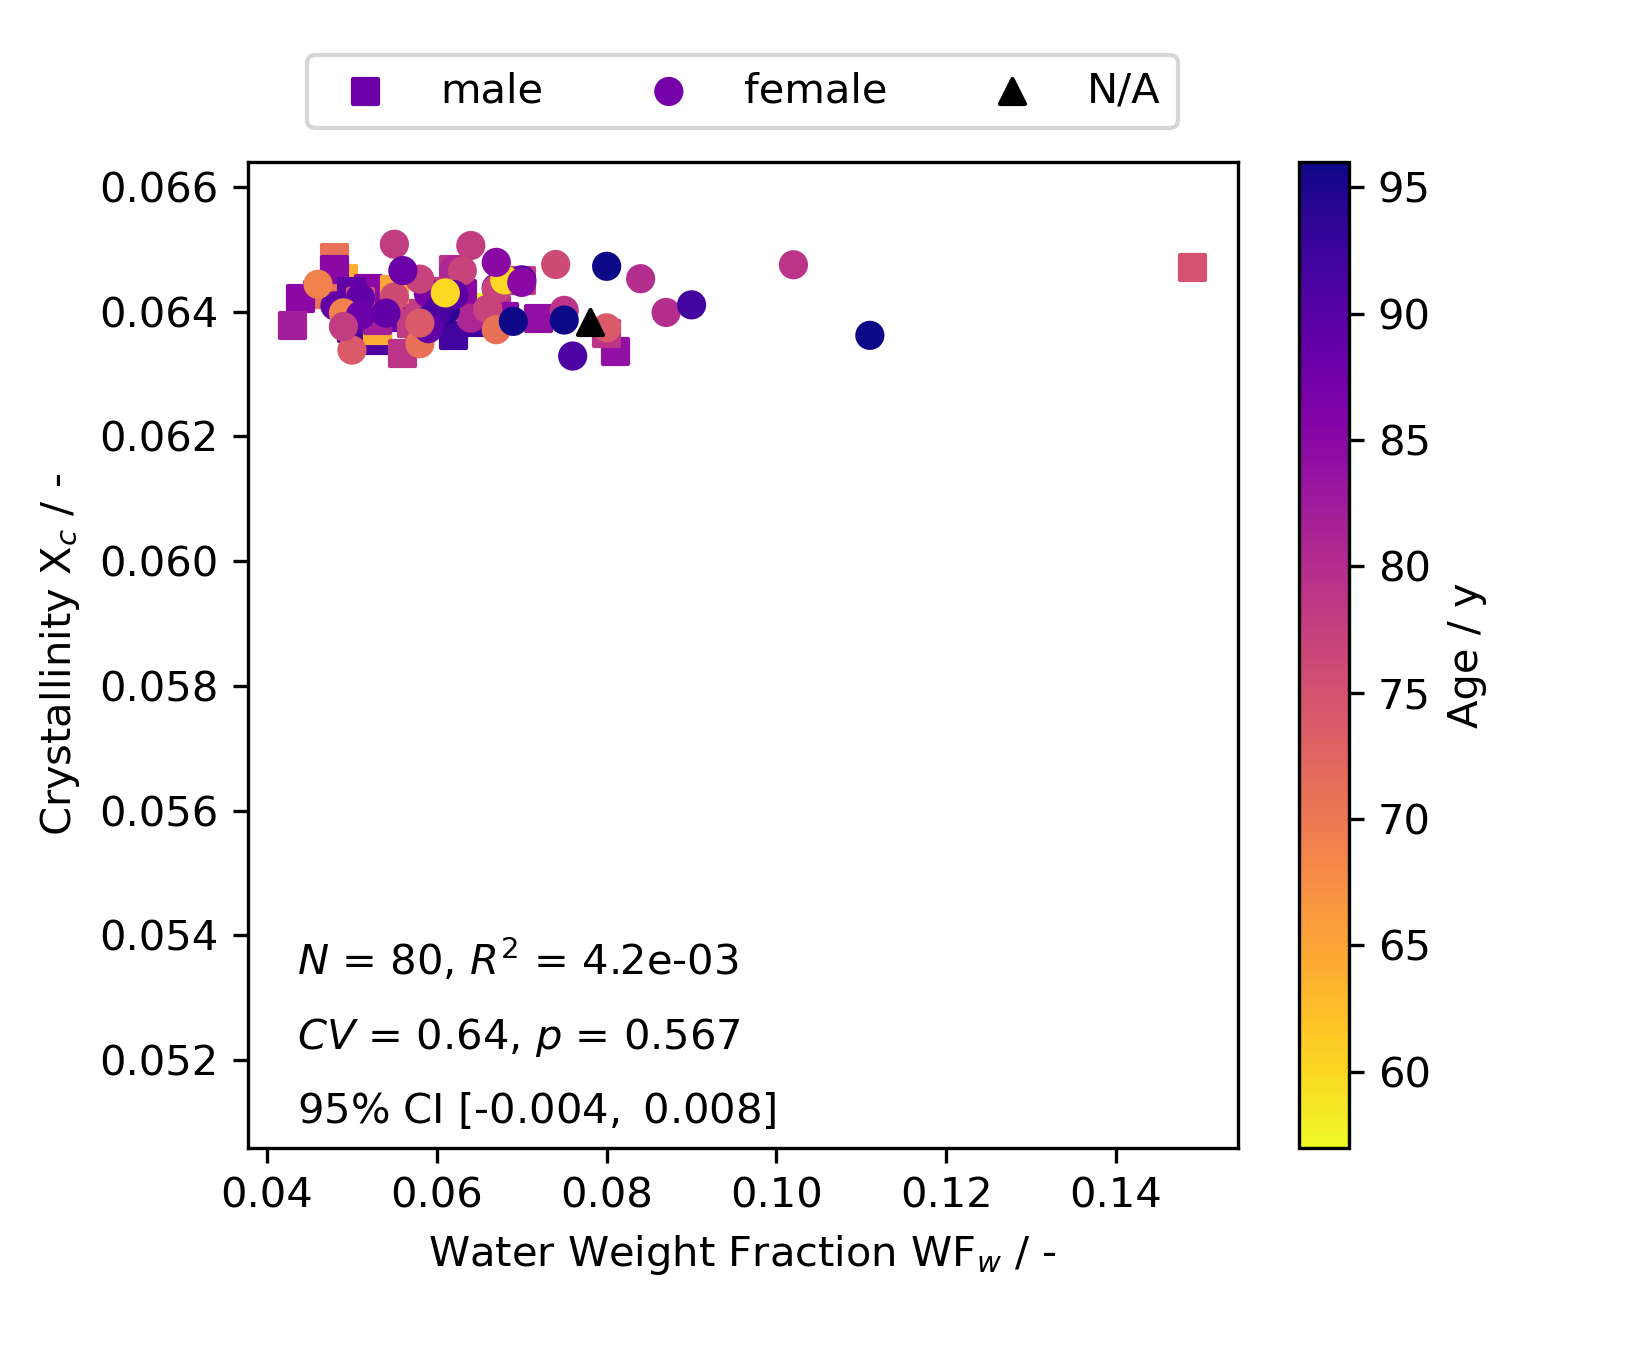 male female N/A
0.066
0.064
0.062
0.060
0.058
0.056
0.054
0.052
Crystallinity X_c / -
N = 80, R² = 4.2e-03
CV = 0.64, p = 0.567
95% CI [-0.004, 0.008]
0.04 0.06 0.08 0.10 0.12 0.14
Water Weight Fraction WF_w / -
95
90
85
80
75
70
65
60
Age / y